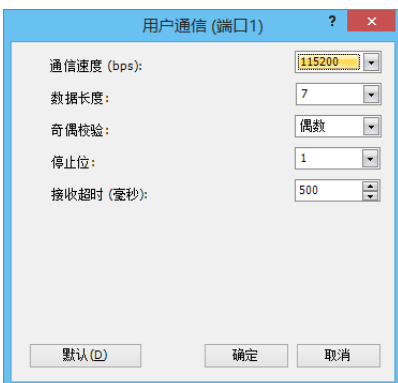 用户通信 (端口1) ? ×
通信速度 (bps): 115200
数据长度: 7
奇偶校验: 偶数
停止位: 1
接收超时 (毫秒): 500
默认(D) 确定 取消